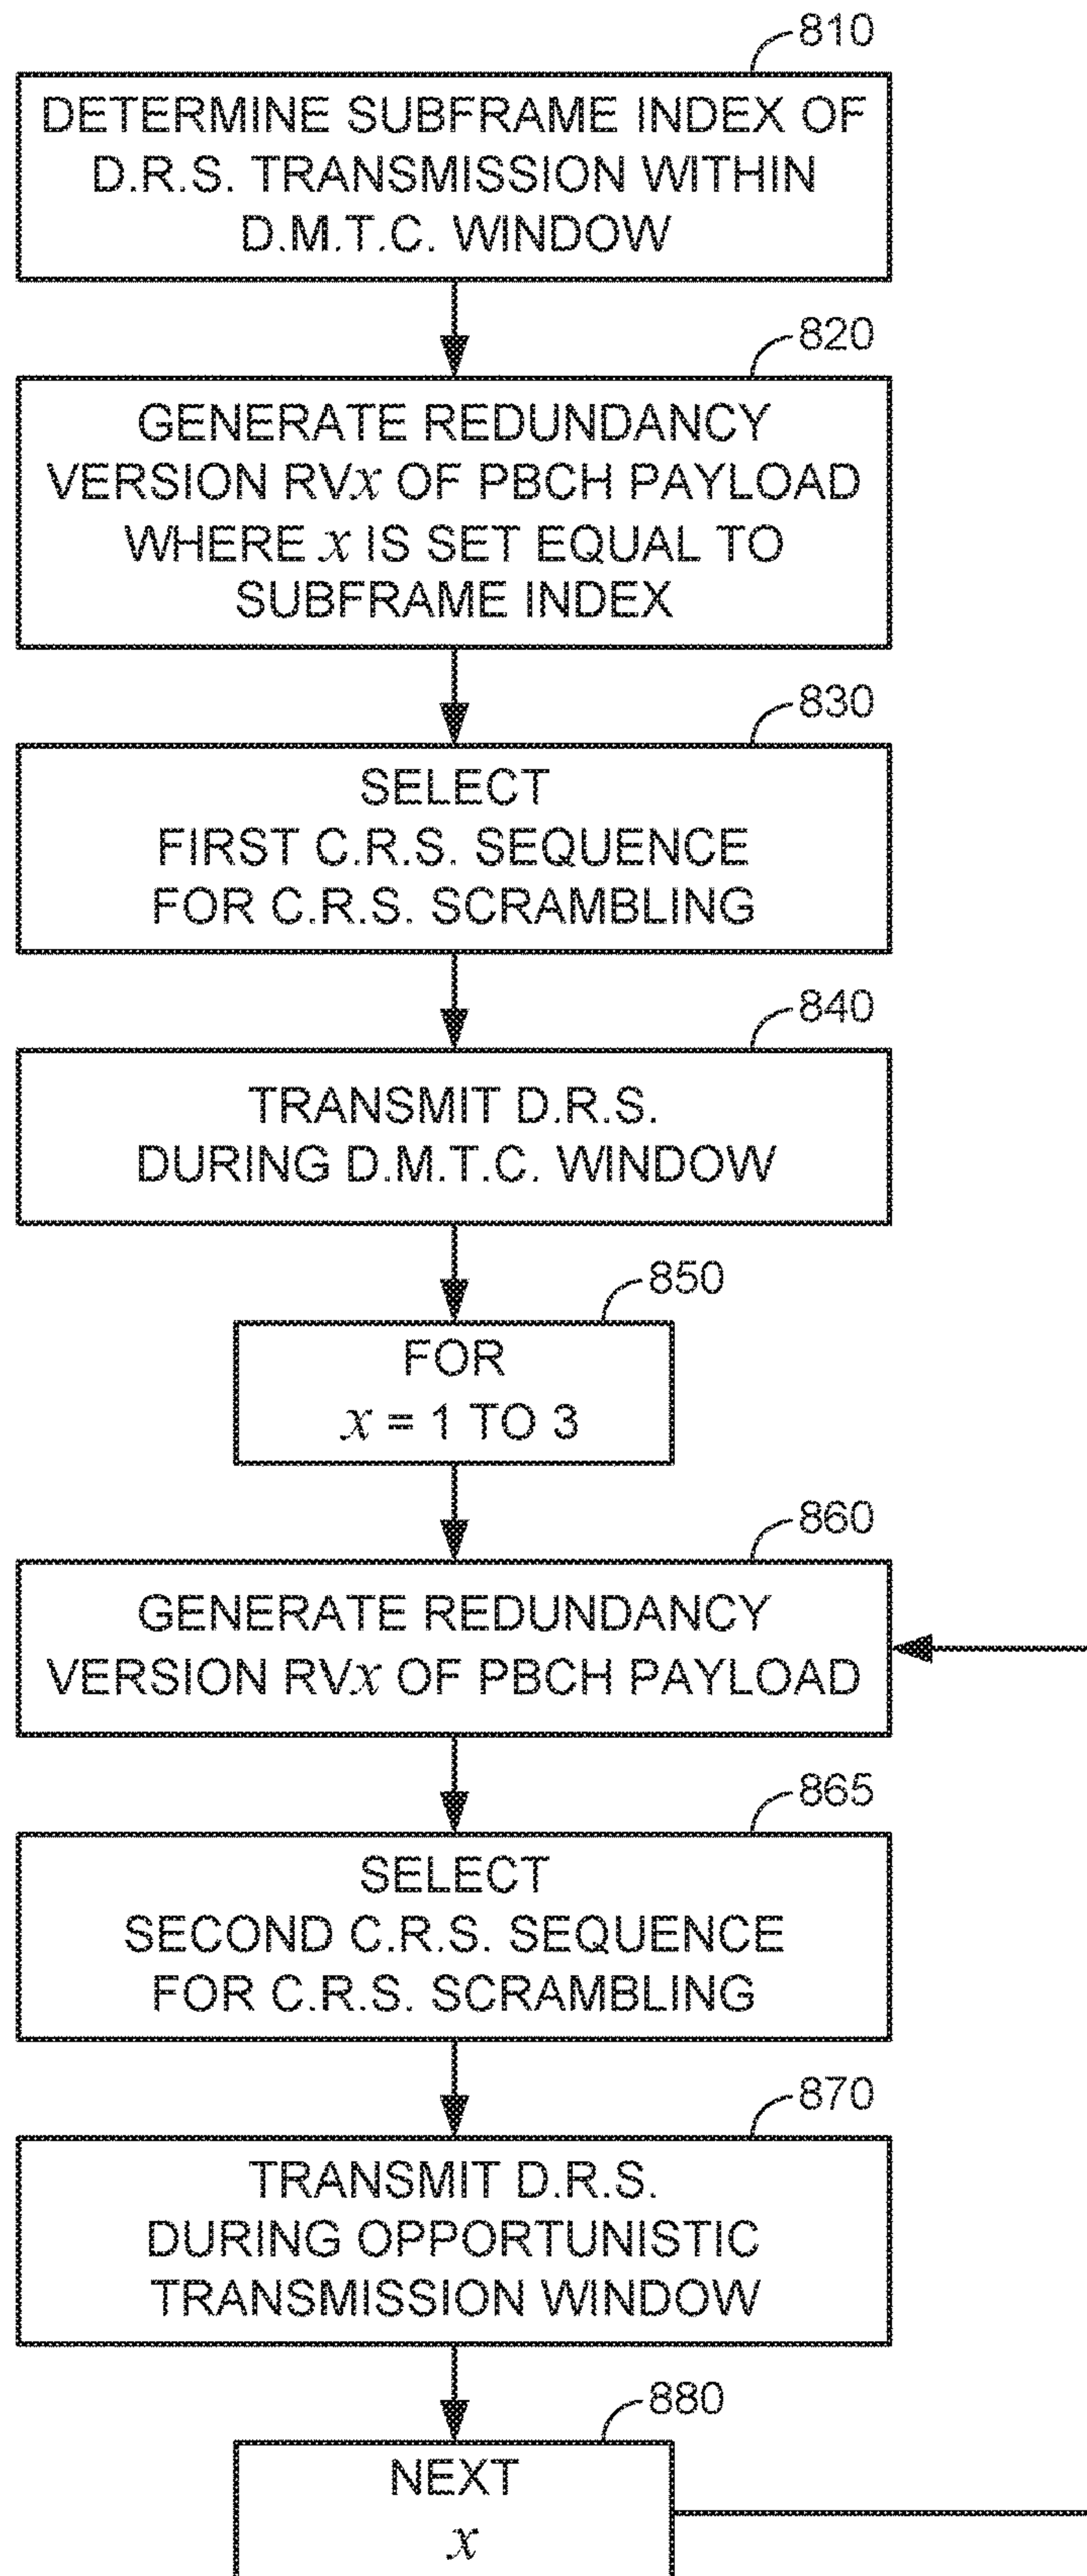 810
DETERMINE SUBFRAME INDEX OF
D.R.S. TRANSMISSION WITHIN
D.M.T.C. WINDOW
820
GENERATE REDUNDANCY
VERSION RVx OF PBCH PAYLOAD
WHERE x IS SET EQUAL TO
SUBFRAME INDEX
830
SELECT
FIRST C.R.S. SEQUENCE
FOR C.R.S. SCRAMBLING
840
TRANSMIT D.R.S.
DURING D.M.T.C. WINDOW
850
FOR
x = 1 TO 3
860
GENERATE REDUNDANCY
VERSION RVx OF PBCH PAYLOAD
865
SELECT
SECOND C.R.S. SEQUENCE
FOR C.R.S. SCRAMBLING
870
TRANSMIT D.R.S.
DURING OPPORTUNISTIC
TRANSMISSION WINDOW
880
NEXT
x